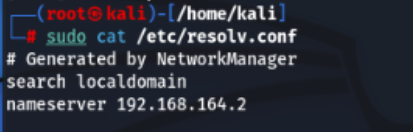 ┌──(root㉿kali)-[/home/kali]
└─# sudo cat /etc/resolv.conf
# Generated by NetworkManager
search localdomain
nameserver 192.168.164.2